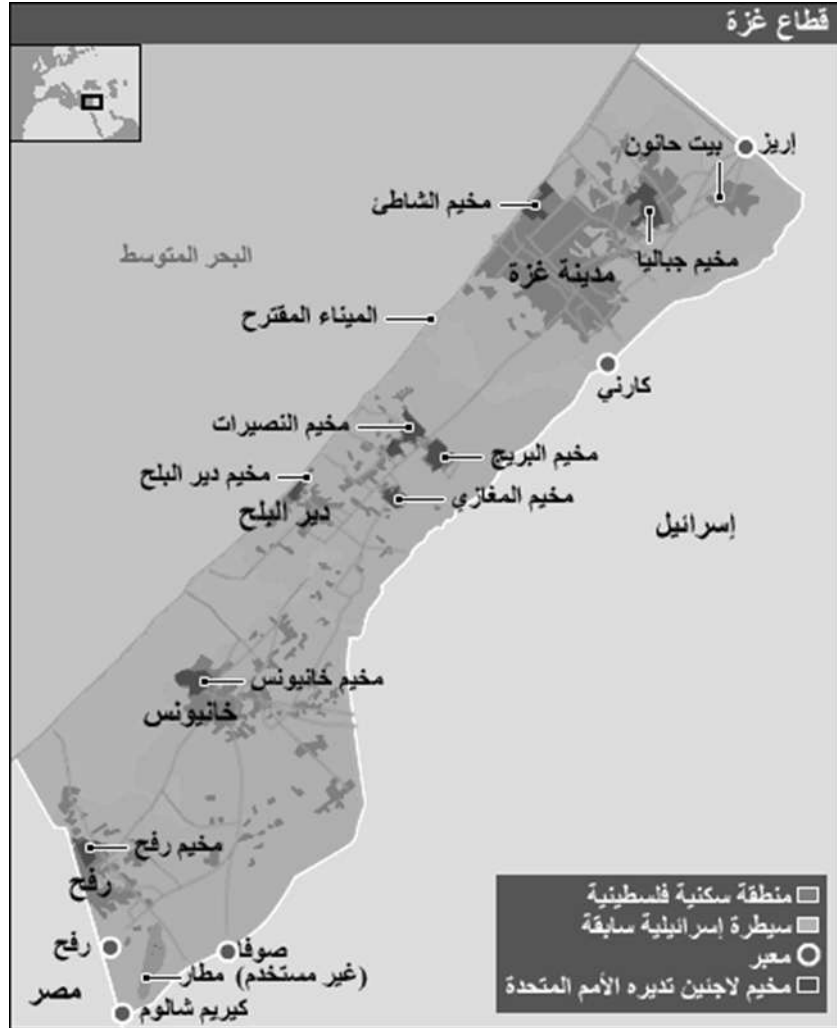 قطاع غزة
إريز
بيت حانون
مخيم الشاطئ
مخيم جباليا
البحر المتوسط
مدينة غزة
الميناء المقترح
كارني
مخيم النصيرات
مخيم البريج
مخيم دير البلح
مخيم المغازي
دير البلح
إسرائيل
مخيم خانيونس
خانيونس
مخيم رفح
رفح
رفح
صوفا
مطار (غير مستخدم)
مصر
كيريم شالوم
منطقة سكنية فلسطينية
سيطرة إسرائيلية سابقة
معبر
مخيم لاجئين تديره الأمم المتحدة